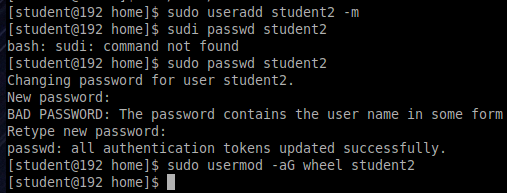 [student@192 home]$ sudo useradd student2 -m
[student@192 home]$ sudi passwd student2
bash: sudi: command not found
[student@192 home]$ sudo passwd student2
Changing password for user student2.
New password:
BAD PASSWORD: The password contains the user name in some form
Retype new password:
passwd: all authentication tokens updated successfully.
[student@192 home]$ sudo usermod -aG wheel student2
[student@192 home]$